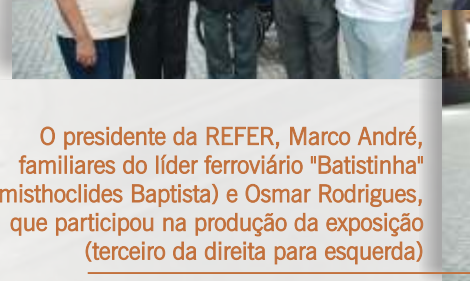 O presidente da REFER, Marco André,
familiares do líder ferroviário "Batistinha"
misthoclides Baptista) e Osmar Rodrigues,
que participou na produção da exposição
(terceiro da direita para esquerda)